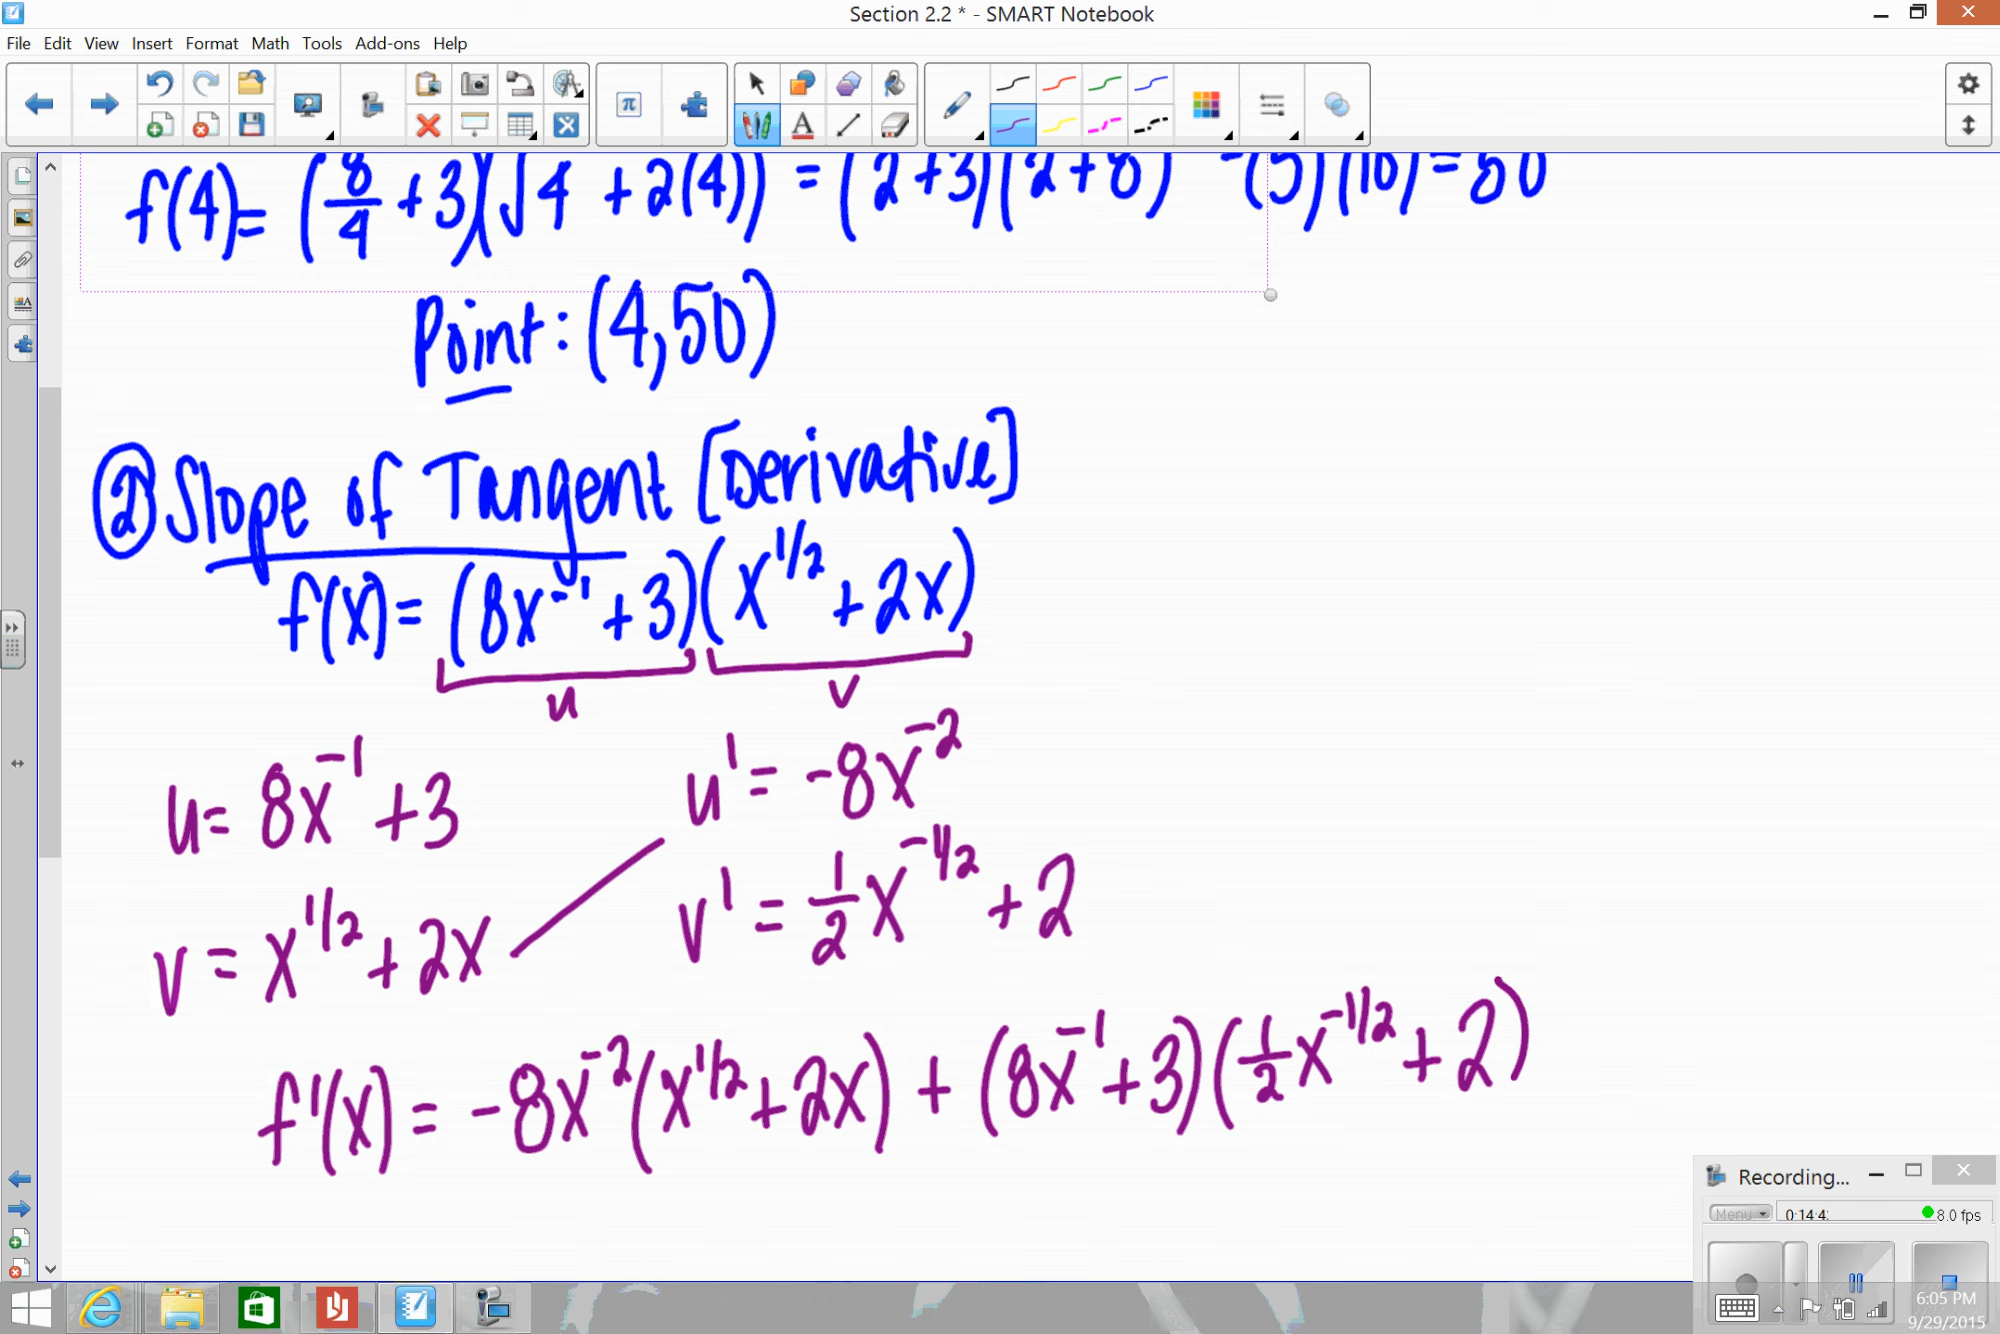 Section 2.2 * - SMART Notebook
File Edit View Insert Format Math Tools Add-ons Help
f(4)= (8/4 +3)(√4 + 2(4)) = (2+3)(2+8) =(5)(10)=50
Point: (4,50)
② Slope of Tangent [Derivative]
f(x)= (8x⁻¹ +3)(x^1/2 + 2x)
u v
u= 8x⁻¹ +3 u' = -8x⁻²
v = x^1/2 + 2x v' = 1/2 x^-1/2 + 2
f'(x) = -8x⁻²(x^1/2 + 2x) + (8x⁻¹ + 3)(1/2 x^-1/2 + 2)
Recording...
Menu 0:14:4 8.0 fps
6:05 PM
9/29/2015